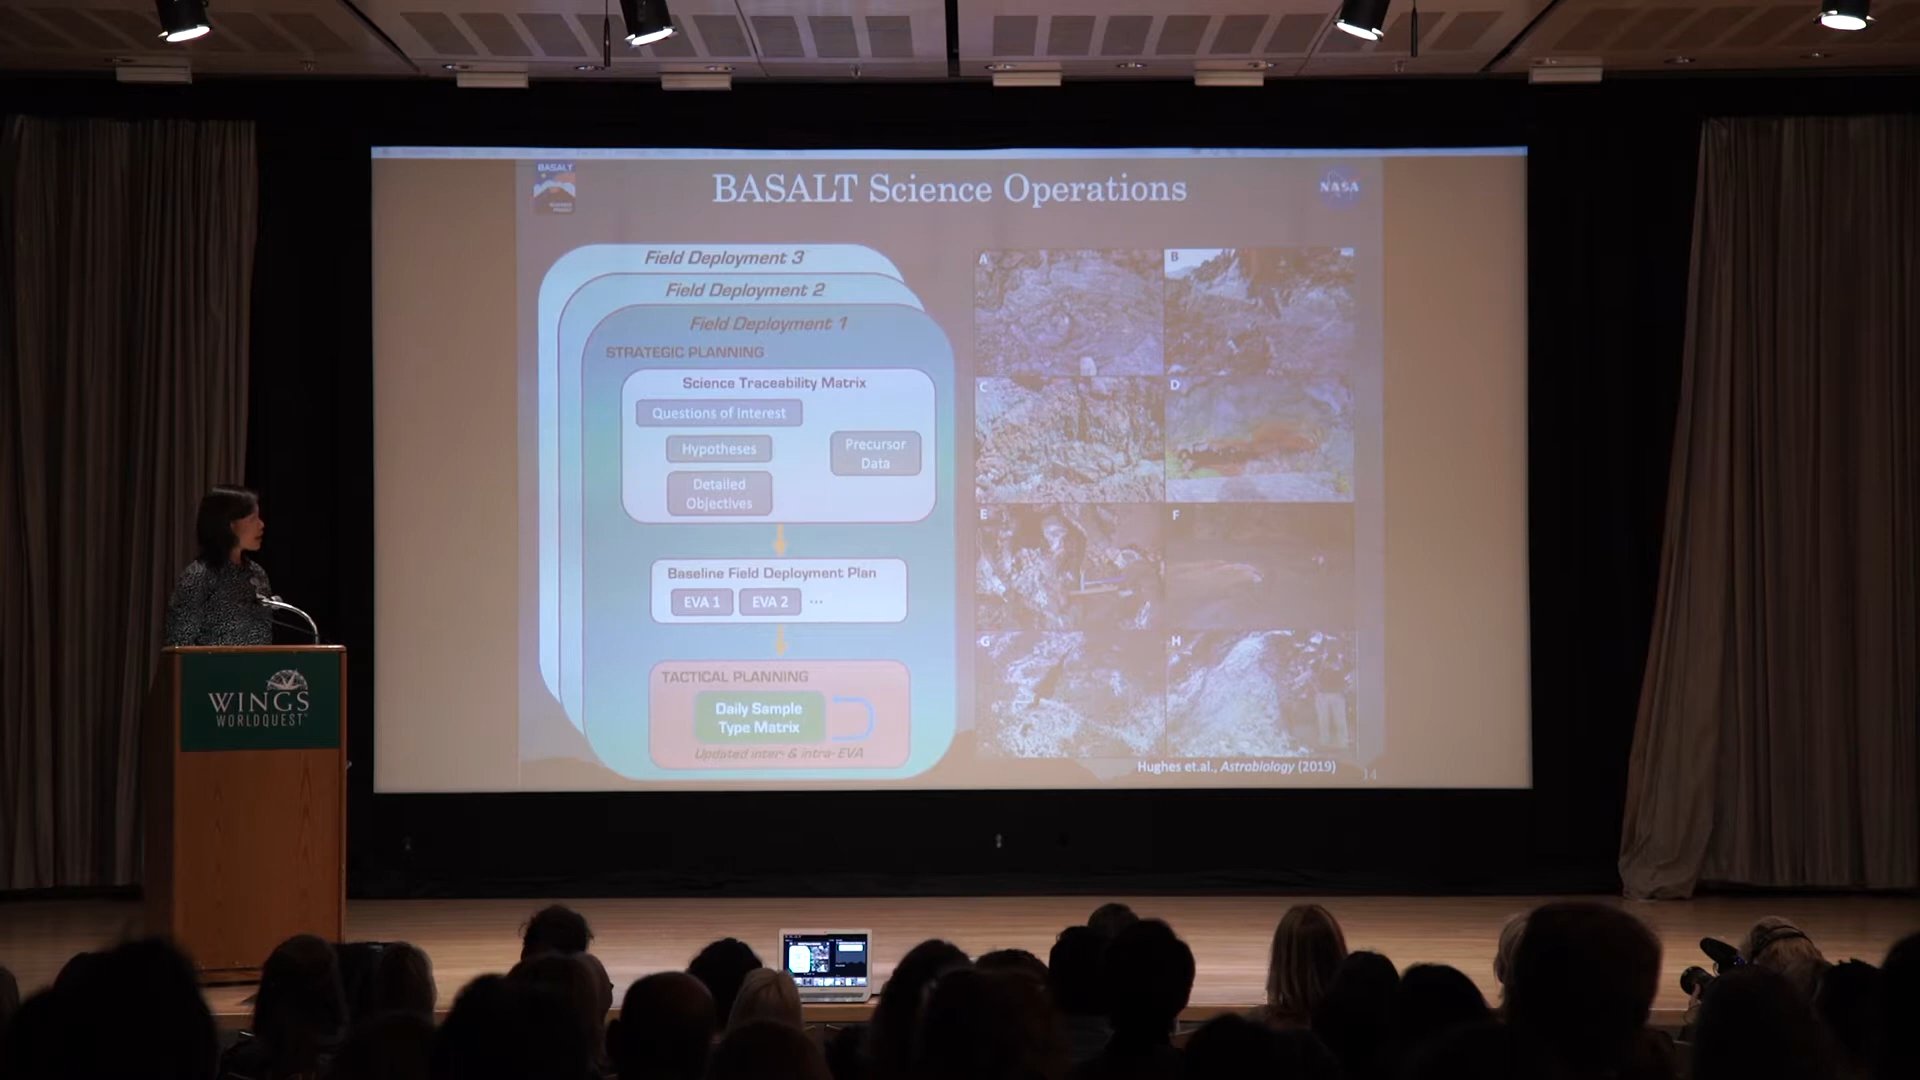 BASALT
BASALT Science Operations
NASA
Field Deployment 3
Field Deployment 2
Field Deployment 1
STRATEGIC PLANNING
Science Traceability Matrix
Questions of Interest
Hypotheses
Precursor
Data
Detailed
Objectives
Baseline Field Deployment Plan
EVA 1
EVA 2
...
TACTICAL PLANNING
Daily Sample
Type Matrix
Updated inter- & intra-EVA
A
B
C
D
E
F
G
H
Hughes et.al., Astrobiology (2019)
14
WINGS
WORLDQUEST